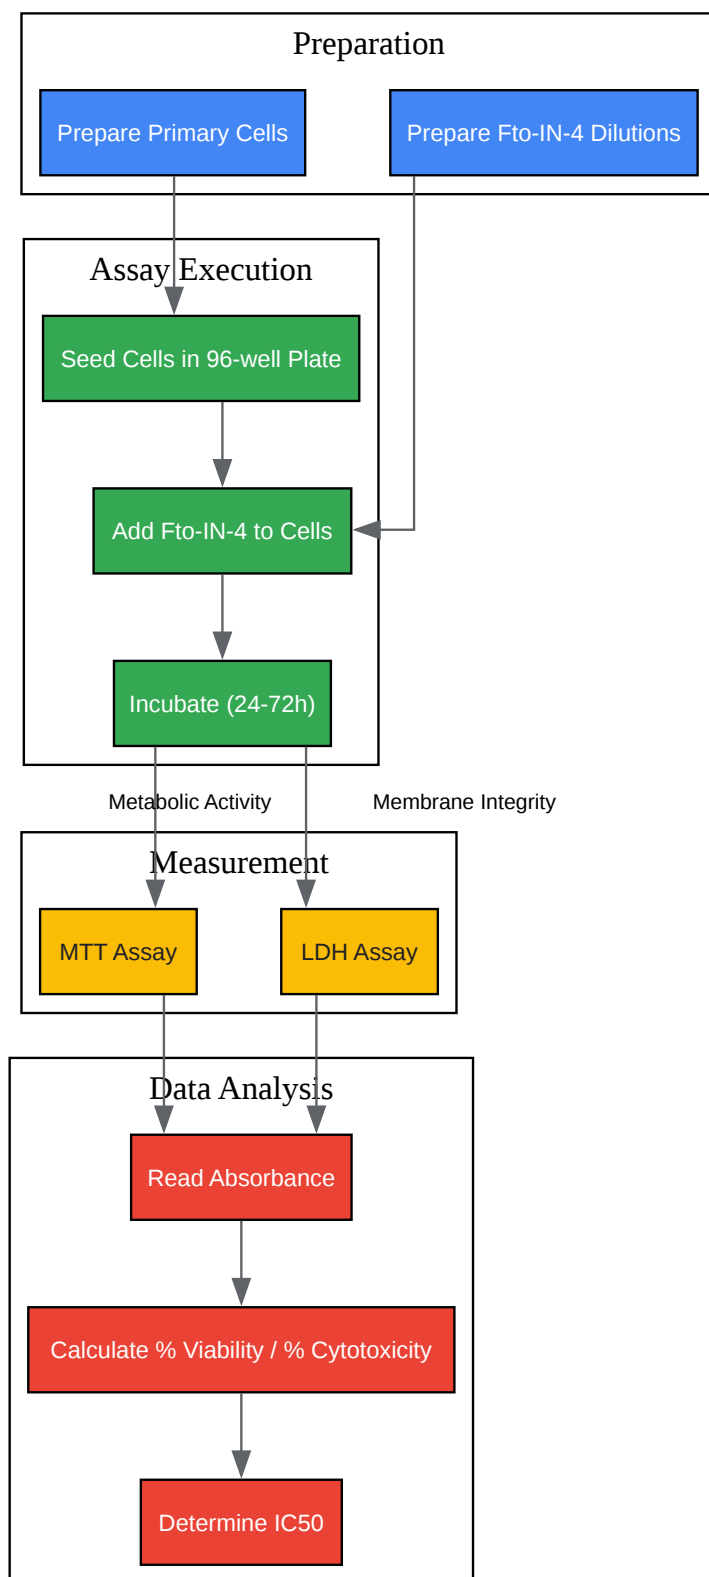 Preparation
Prepare Primary Cells
Prepare Fto-IN-4 Dilutions
Assay Execution
Seed Cells in 96-well Plate
Add Fto-IN-4 to Cells
Incubate (24-72h)
Metabolic Activity
Membrane Integrity
Measurement
MTT Assay
LDH Assay
Data Analysis
Read Absorbance
Calculate % Viability / % Cytotoxicity
Determine IC50